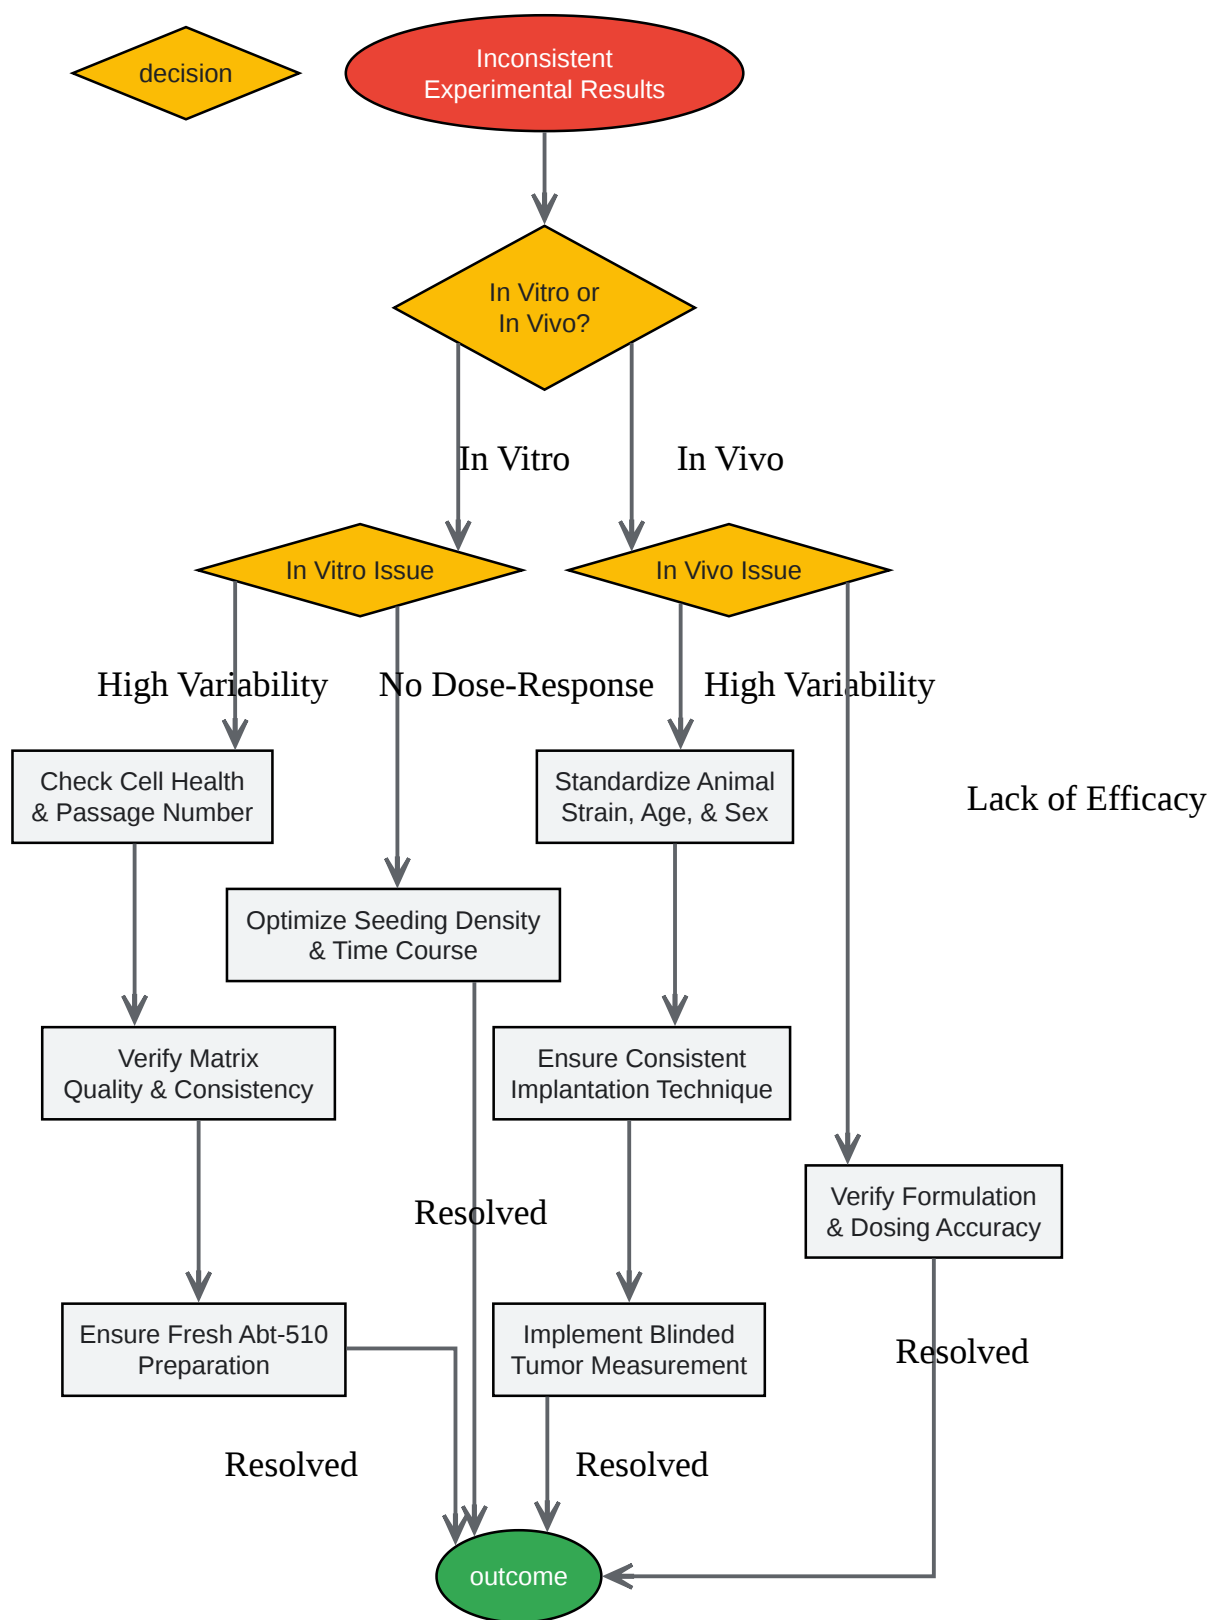 decision
Inconsistent
Experimental Results
In Vitro or
In Vivo?
In Vitro
In Vivo
In Vitro Issue
In Vivo Issue
High Variability
No Dose-Response
High Variability
Lack of Efficacy
Check Cell Health
& Passage Number
Standardize Animal
Strain, Age, & Sex
Optimize Seeding Density
& Time Course
Verify Matrix
Quality & Consistency
Ensure Consistent
Implantation Technique
Verify Formulation
& Dosing Accuracy
Resolved
Ensure Fresh Abt-510
Preparation
Implement Blinded
Tumor Measurement
Resolved
Resolved
Resolved
outcome